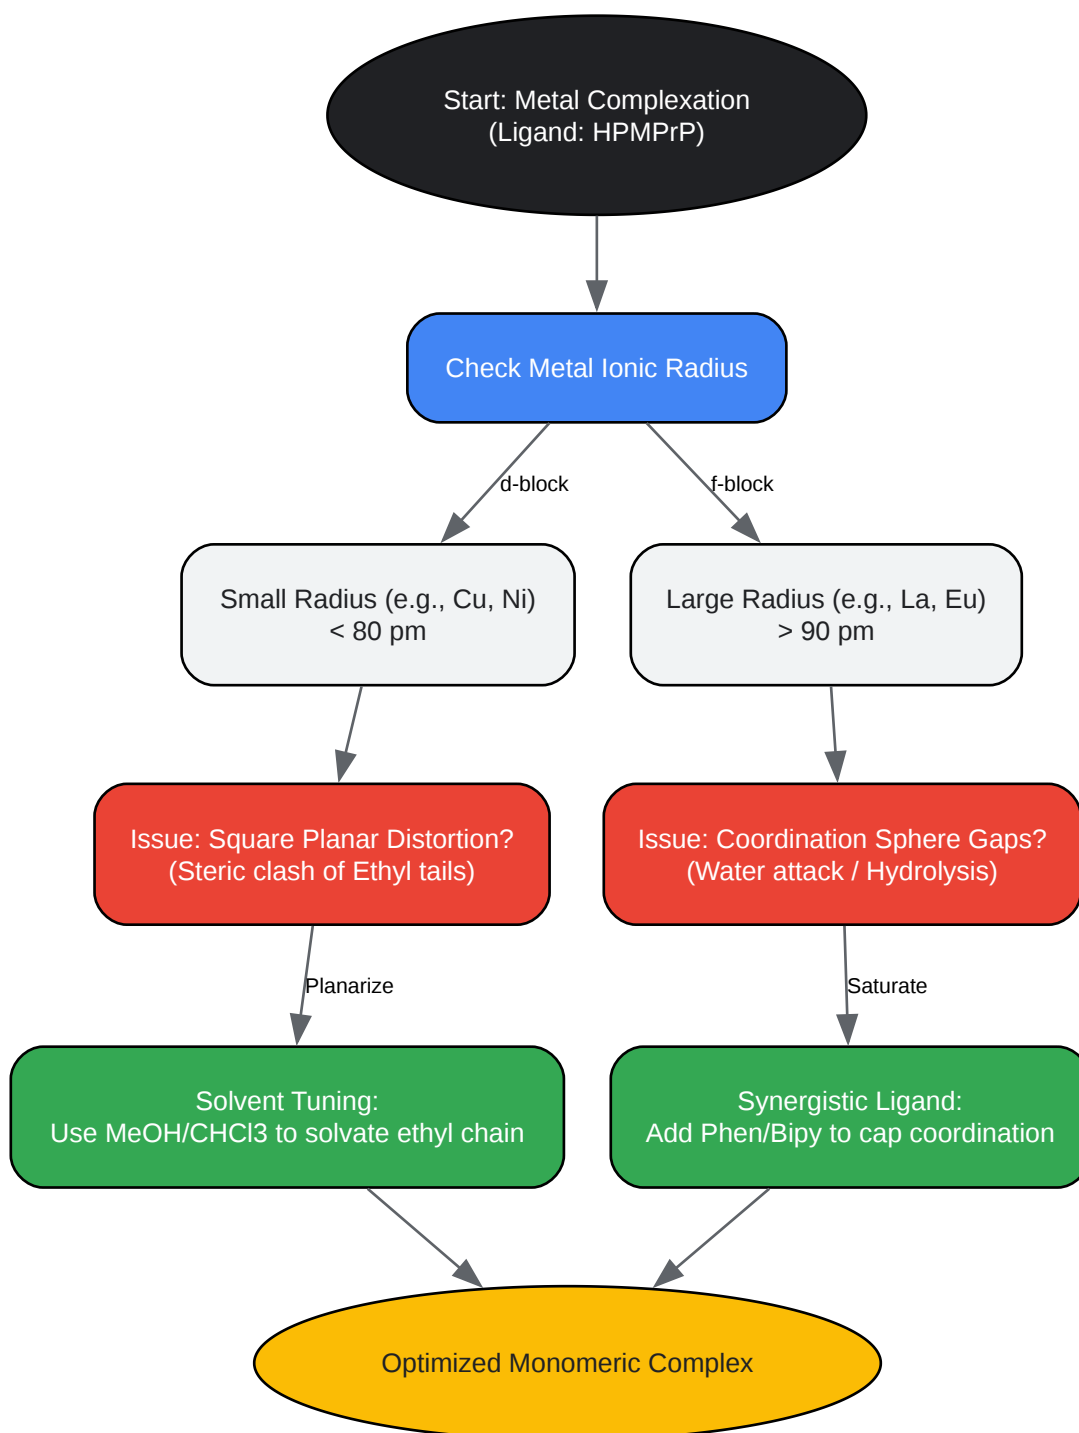 Start: Metal Complexation
(Ligand: HPMPrP)
Check Metal Ionic Radius
d-block
f-block
Small Radius (e.g., Cu, Ni)
< 80 pm
Large Radius (e.g., La, Eu)
> 90 pm
Issue: Square Planar Distortion?
(Steric clash of Ethyl tails)
Issue: Coordination Sphere Gaps?
(Water attack / Hydrolysis)
Planarize
Saturate
Solvent Tuning:
Use MeOH/CHCl3 to solvate ethyl chain
Synergistic Ligand:
Add Phen/Bipy to cap coordination
Optimized Monomeric Complex